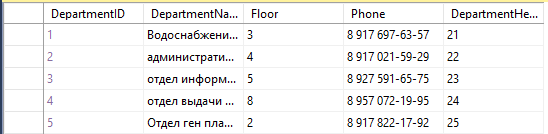 DepartmentID DepartmentNa... Floor Phone DepartmentHe...
1 Водоснабжени... 3 8 917 697-63-57 21
2 администрати... 4 8 917 021-59-29 22
3 отдел информ... 5 8 927 591-65-75 23
4 отдел выдачи ... 8 8 957 072-19-95 24
5 Отдел ген пла... 2 8 917 822-17-92 25